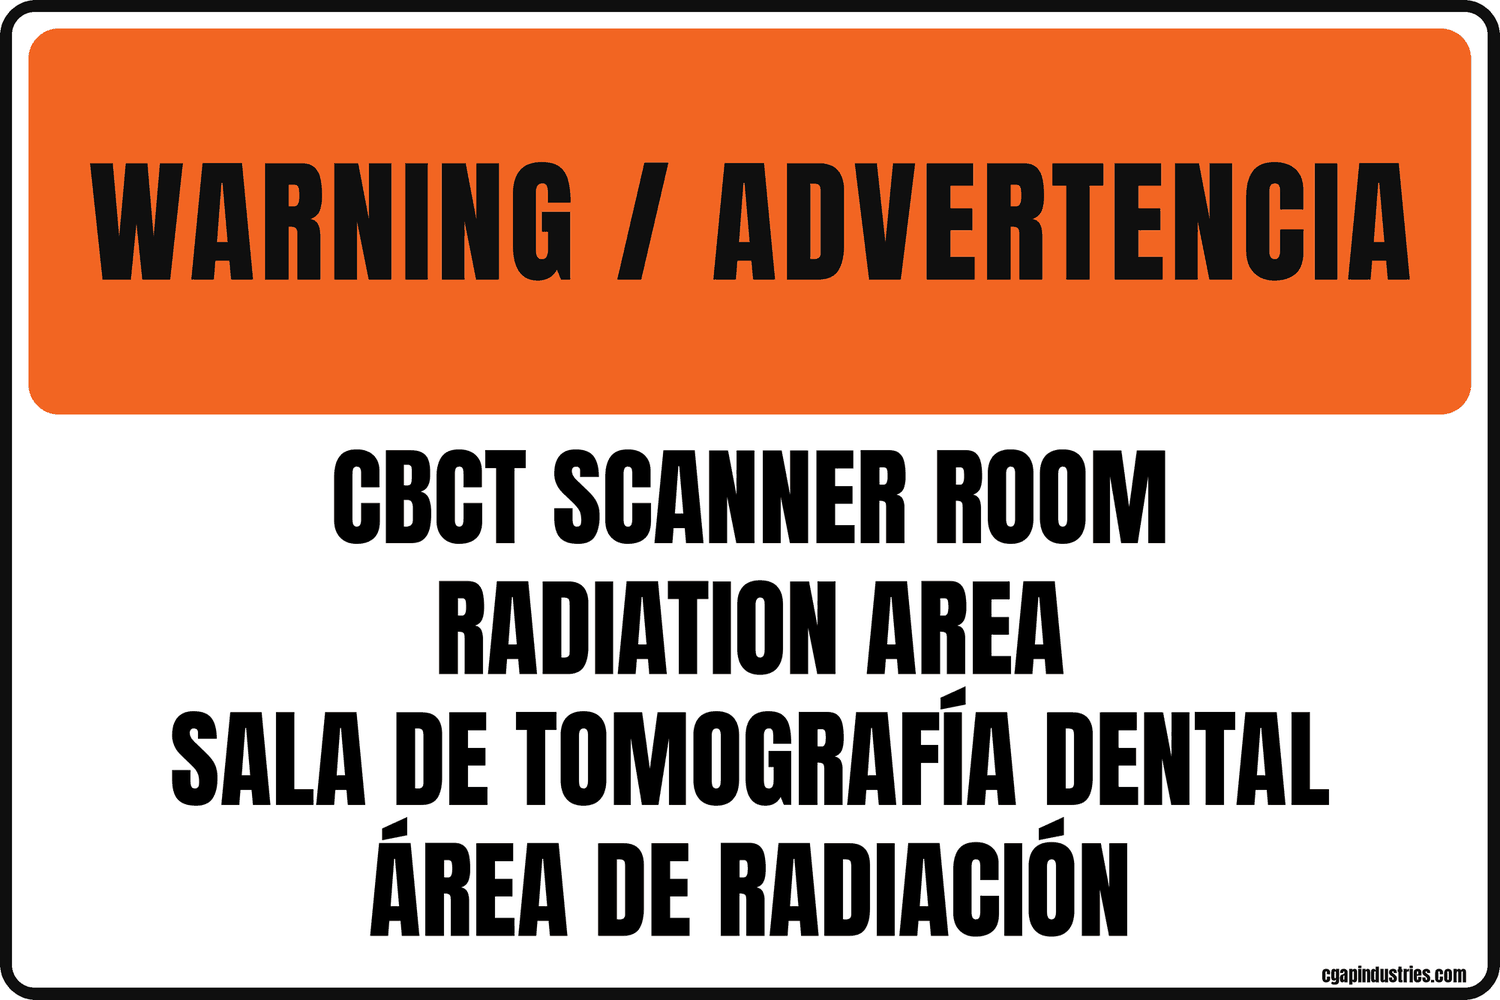 WARNING / ADVERTENCIA
CBCT SCANNER ROOM
RADIATION AREA
SALA DE TOMOGRAFÍA DENTAL
ÁREA DE RADIACIÓN
cgapindustries.com